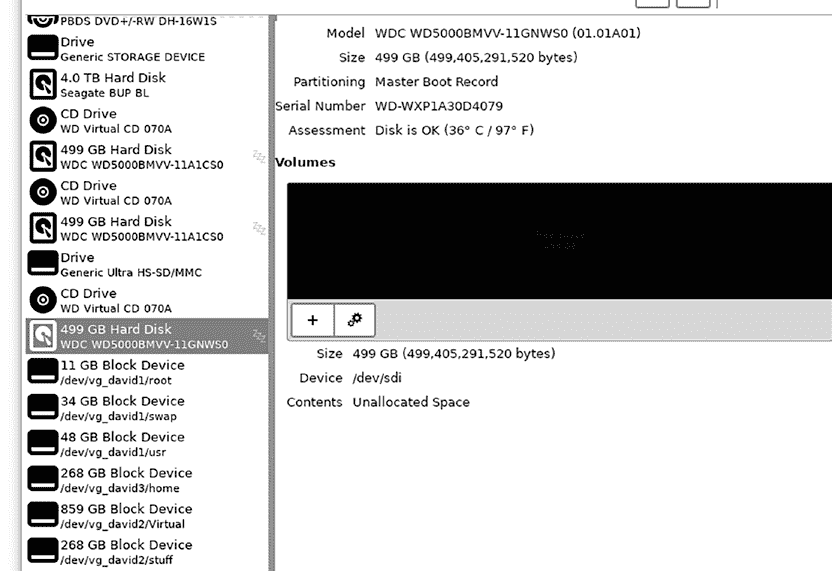 PBDS DVD+/-RW DH-16W1S
Drive
Generic STORAGE DEVICE
4.0 TB Hard Disk
Seagate BUP BL
CD Drive
WD Virtual CD 070A
499 GB Hard Disk
WDC WD5000BMVV-11A1CS0
CD Drive
WD Virtual CD 070A
499 GB Hard Disk
WDC WD5000BMVV-11A1CS0
Drive
Generic Ultra HS-SD/MMC
CD Drive
WD Virtual CD 070A
499 GB Hard Disk
WDC WD5000BMVV-11GNWS0
11 GB Block Device
/dev/vg_david1/root
34 GB Block Device
/dev/vg_david1/swap
48 GB Block Device
/dev/vg_david1/usr
268 GB Block Device
/dev/vg_david3/home
859 GB Block Device
/dev/vg_david2/Virtual
268 GB Block Device
/dev/vg_david2/stuff
Model WDC WD5000BMVV-11GNWS0 (01.01A01)
Size 499 GB (499,405,291,520 bytes)
Partitioning Master Boot Record
Serial Number WD-WXP1A30D4079
Assessment Disk is OK (36° C / 97° F)
Volumes
Size 499 GB (499,405,291,520 bytes)
Device /dev/sdi
Contents Unallocated Space